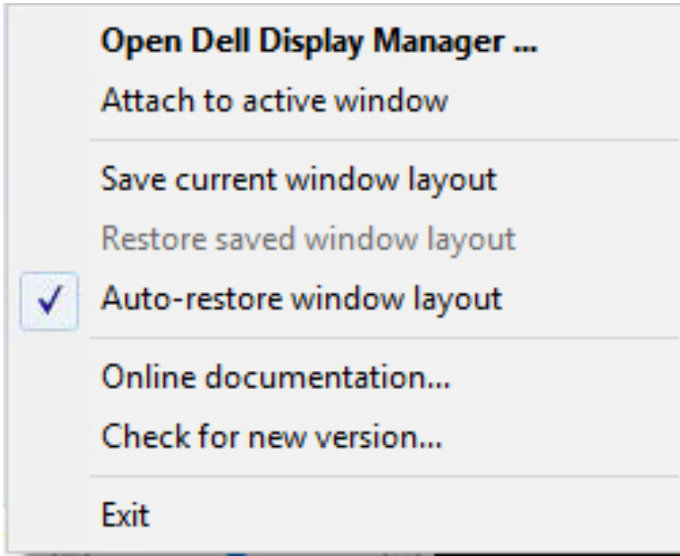 Open Dell Display Manager ...
Attach to active window
Save current window layout
Restore saved window layout
Auto-restore window layout
Online documentation...
Check for new version...
Exit